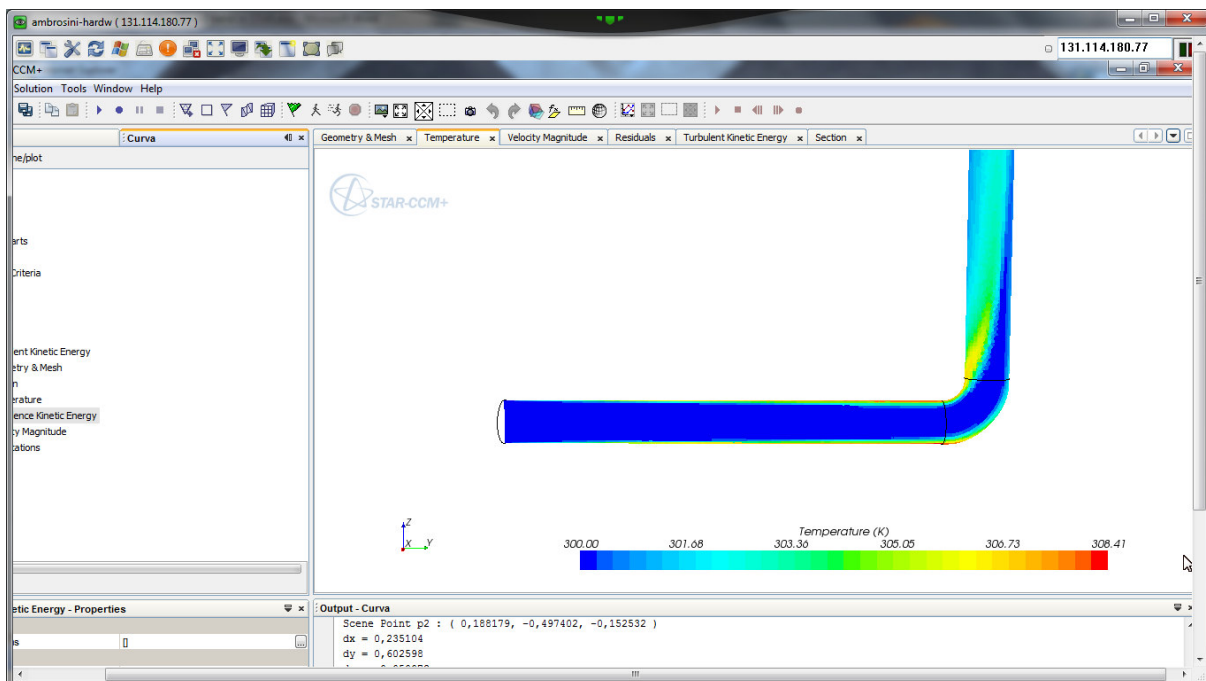 ambrosini-hardw ( 131.114.180.77 )
131.114.180.77
CCM+
Solution Tools Window Help
Curva
Geometry & Mesh Temperature Velocity Magnitude Residuals Turbulent Kinetic Energy Section
ne/plot
STAR-CCM+
arts
Criteria
ent Kinetic Energy
etry & Mesh
n
erature
ence Kinetic Energy
ty Magnitude
tations
Z
X Y
Temperature (K)
300.00 301.68 303.36 305.05 306.73 308.41
etic Energy - Properties
Output - Curva
Scene Point p2 : ( 0,188179, -0,497402, -0,152532 )
dx = 0,235104
s []
dy = 0,602598